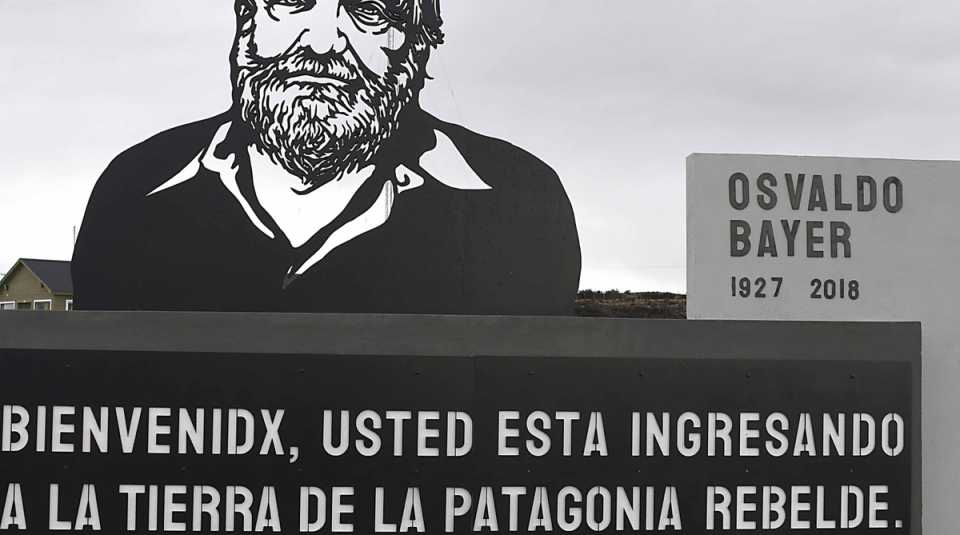 OSVALDO
BAYER
1927 2018
BIENVENIDX, USTED ESTA INGRESANDO
A LA TIERRA DE LA PATAGONIA REBELDE.